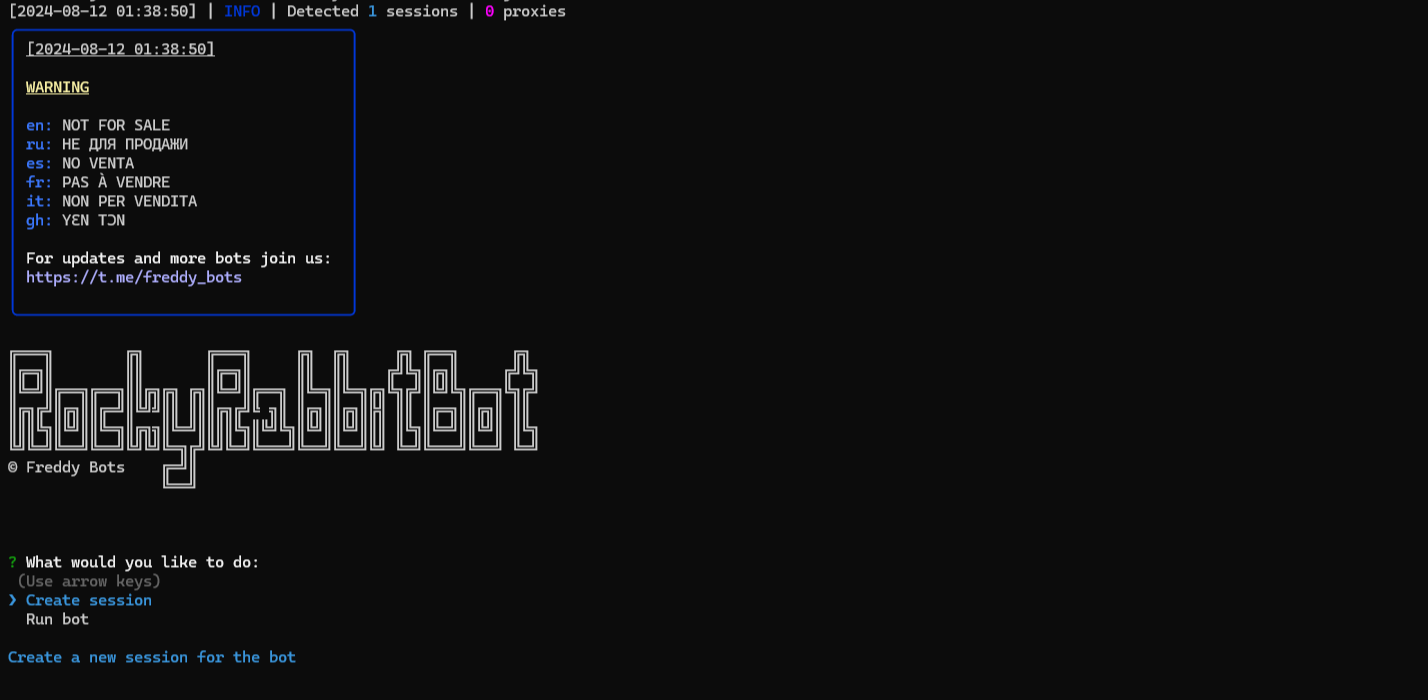 [2024-08-12 01:38:50] | INFO | Detected 1 sessions | 0 proxies
[2024-08-12 01:38:50]
WARNING
en: NOT FOR SALE
ru: НЕ ДЛЯ ПРОДАЖИ
es: NO VENTA
fr: PAS À VENDRE
it: NON PER VENDITA
gh: YƐN TƆN
For updates and more bots join us:
https://t.me/freddy_bots
RockyRabbitBot
© Freddy Bots
? What would you like to do:
(Use arrow keys)
❯ Create session
Run bot
Create a new session for the bot